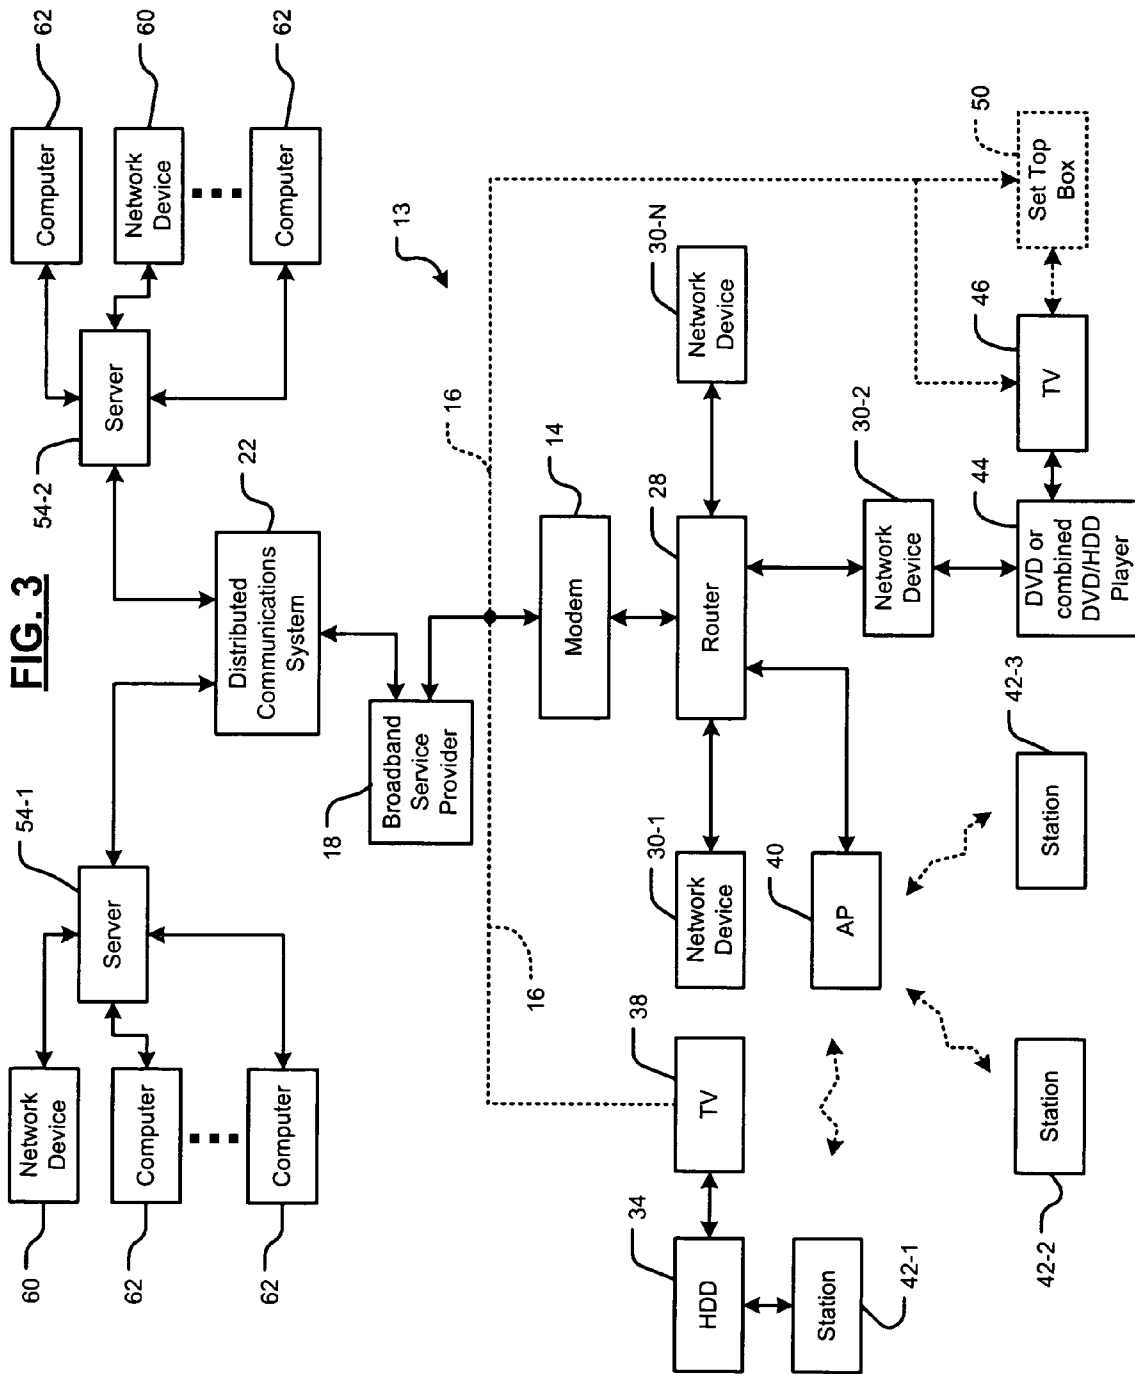 FIG. 3
60
Network
Device
62
Computer
62
Computer
54-1
Server
54-2
Server
62
Computer
60
Network
Device
62
Computer
22
Distributed
Communications
System
18
Broadband
Service
Provider
13
16
16
14
Modem
34
HDD
38
TV
30-1
Network
Device
28
Router
30-N
Network
Device
42-1
Station
40
AP
30-2
Network
Device
42-2
Station
42-3
Station
44
DVD or
combined
DVD/HDD
Player
46
TV
50
Set Top
Box